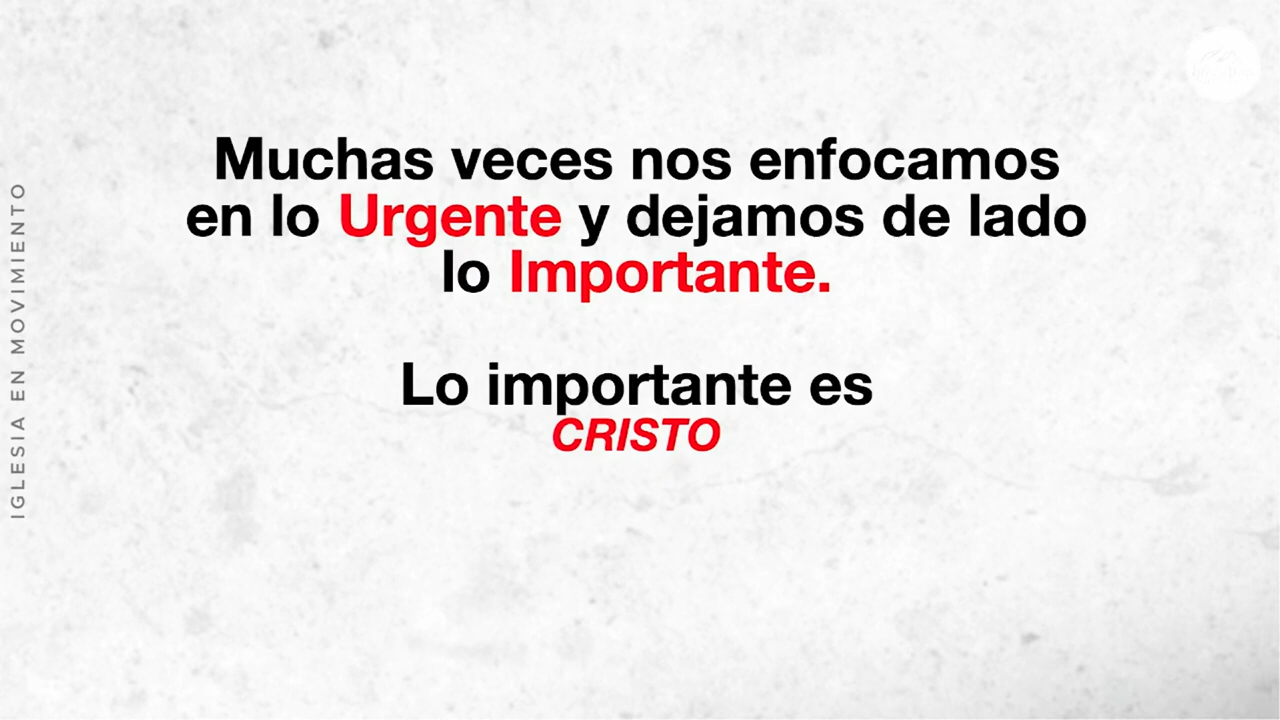 Muchas veces nos enfocamos
en lo Urgente y dejamos de lado
lo Importante.
Lo importante es
CRISTO
IGLESIA EN MOVIMIENTO